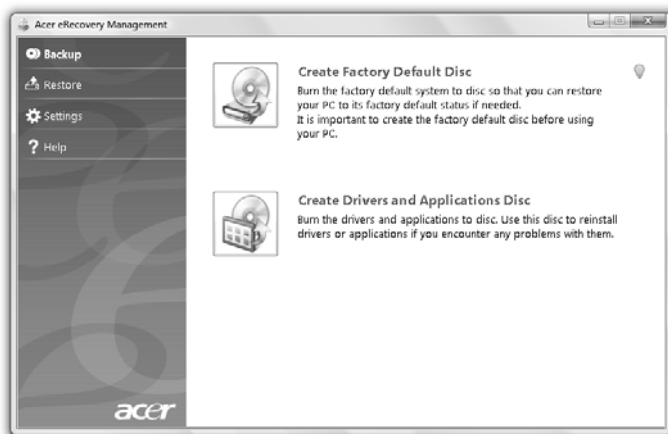 Acer eRecovery Management
Backup
Restore
Settings
? Help
Create Factory Default Disc
Burn the factory default system to disc so that you can restore
your PC to its factory default status if needed.
It is important to create the factory default disc before using
your PC.
Create Drivers and Applications Disc
Burn the drivers and applications to disc. Use this disc to reinstall
drivers or applications if you encounter any problems with them.
acer